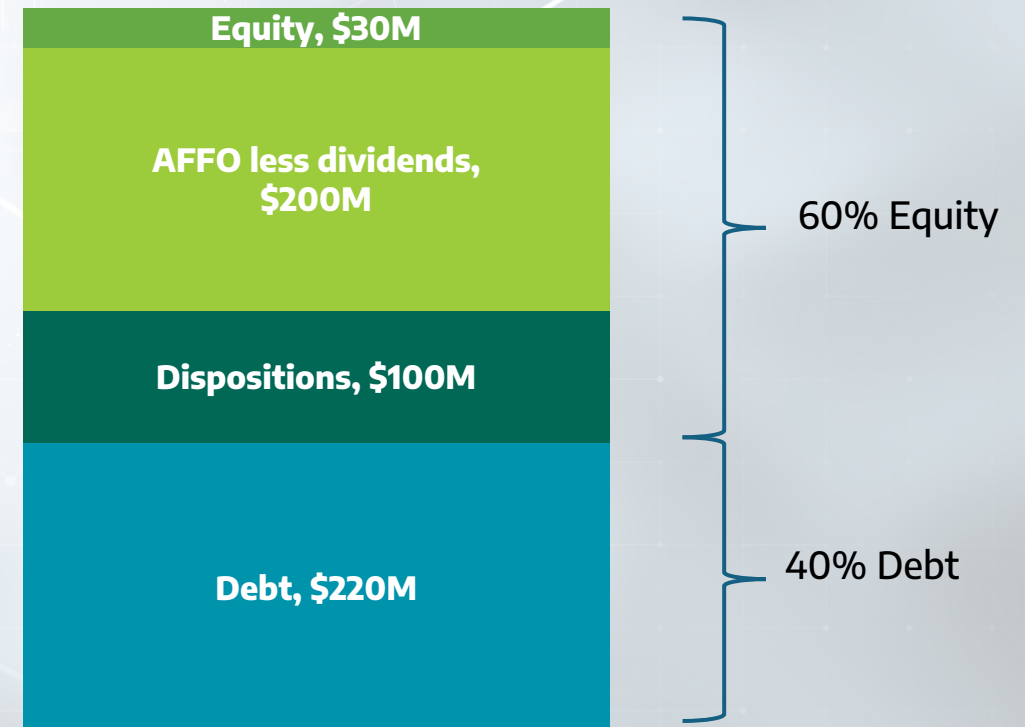 Equity, $30M
AFFO less dividends,
$200M
60% Equity
Dispositions, $100M
40% Debt
Debt, $220M